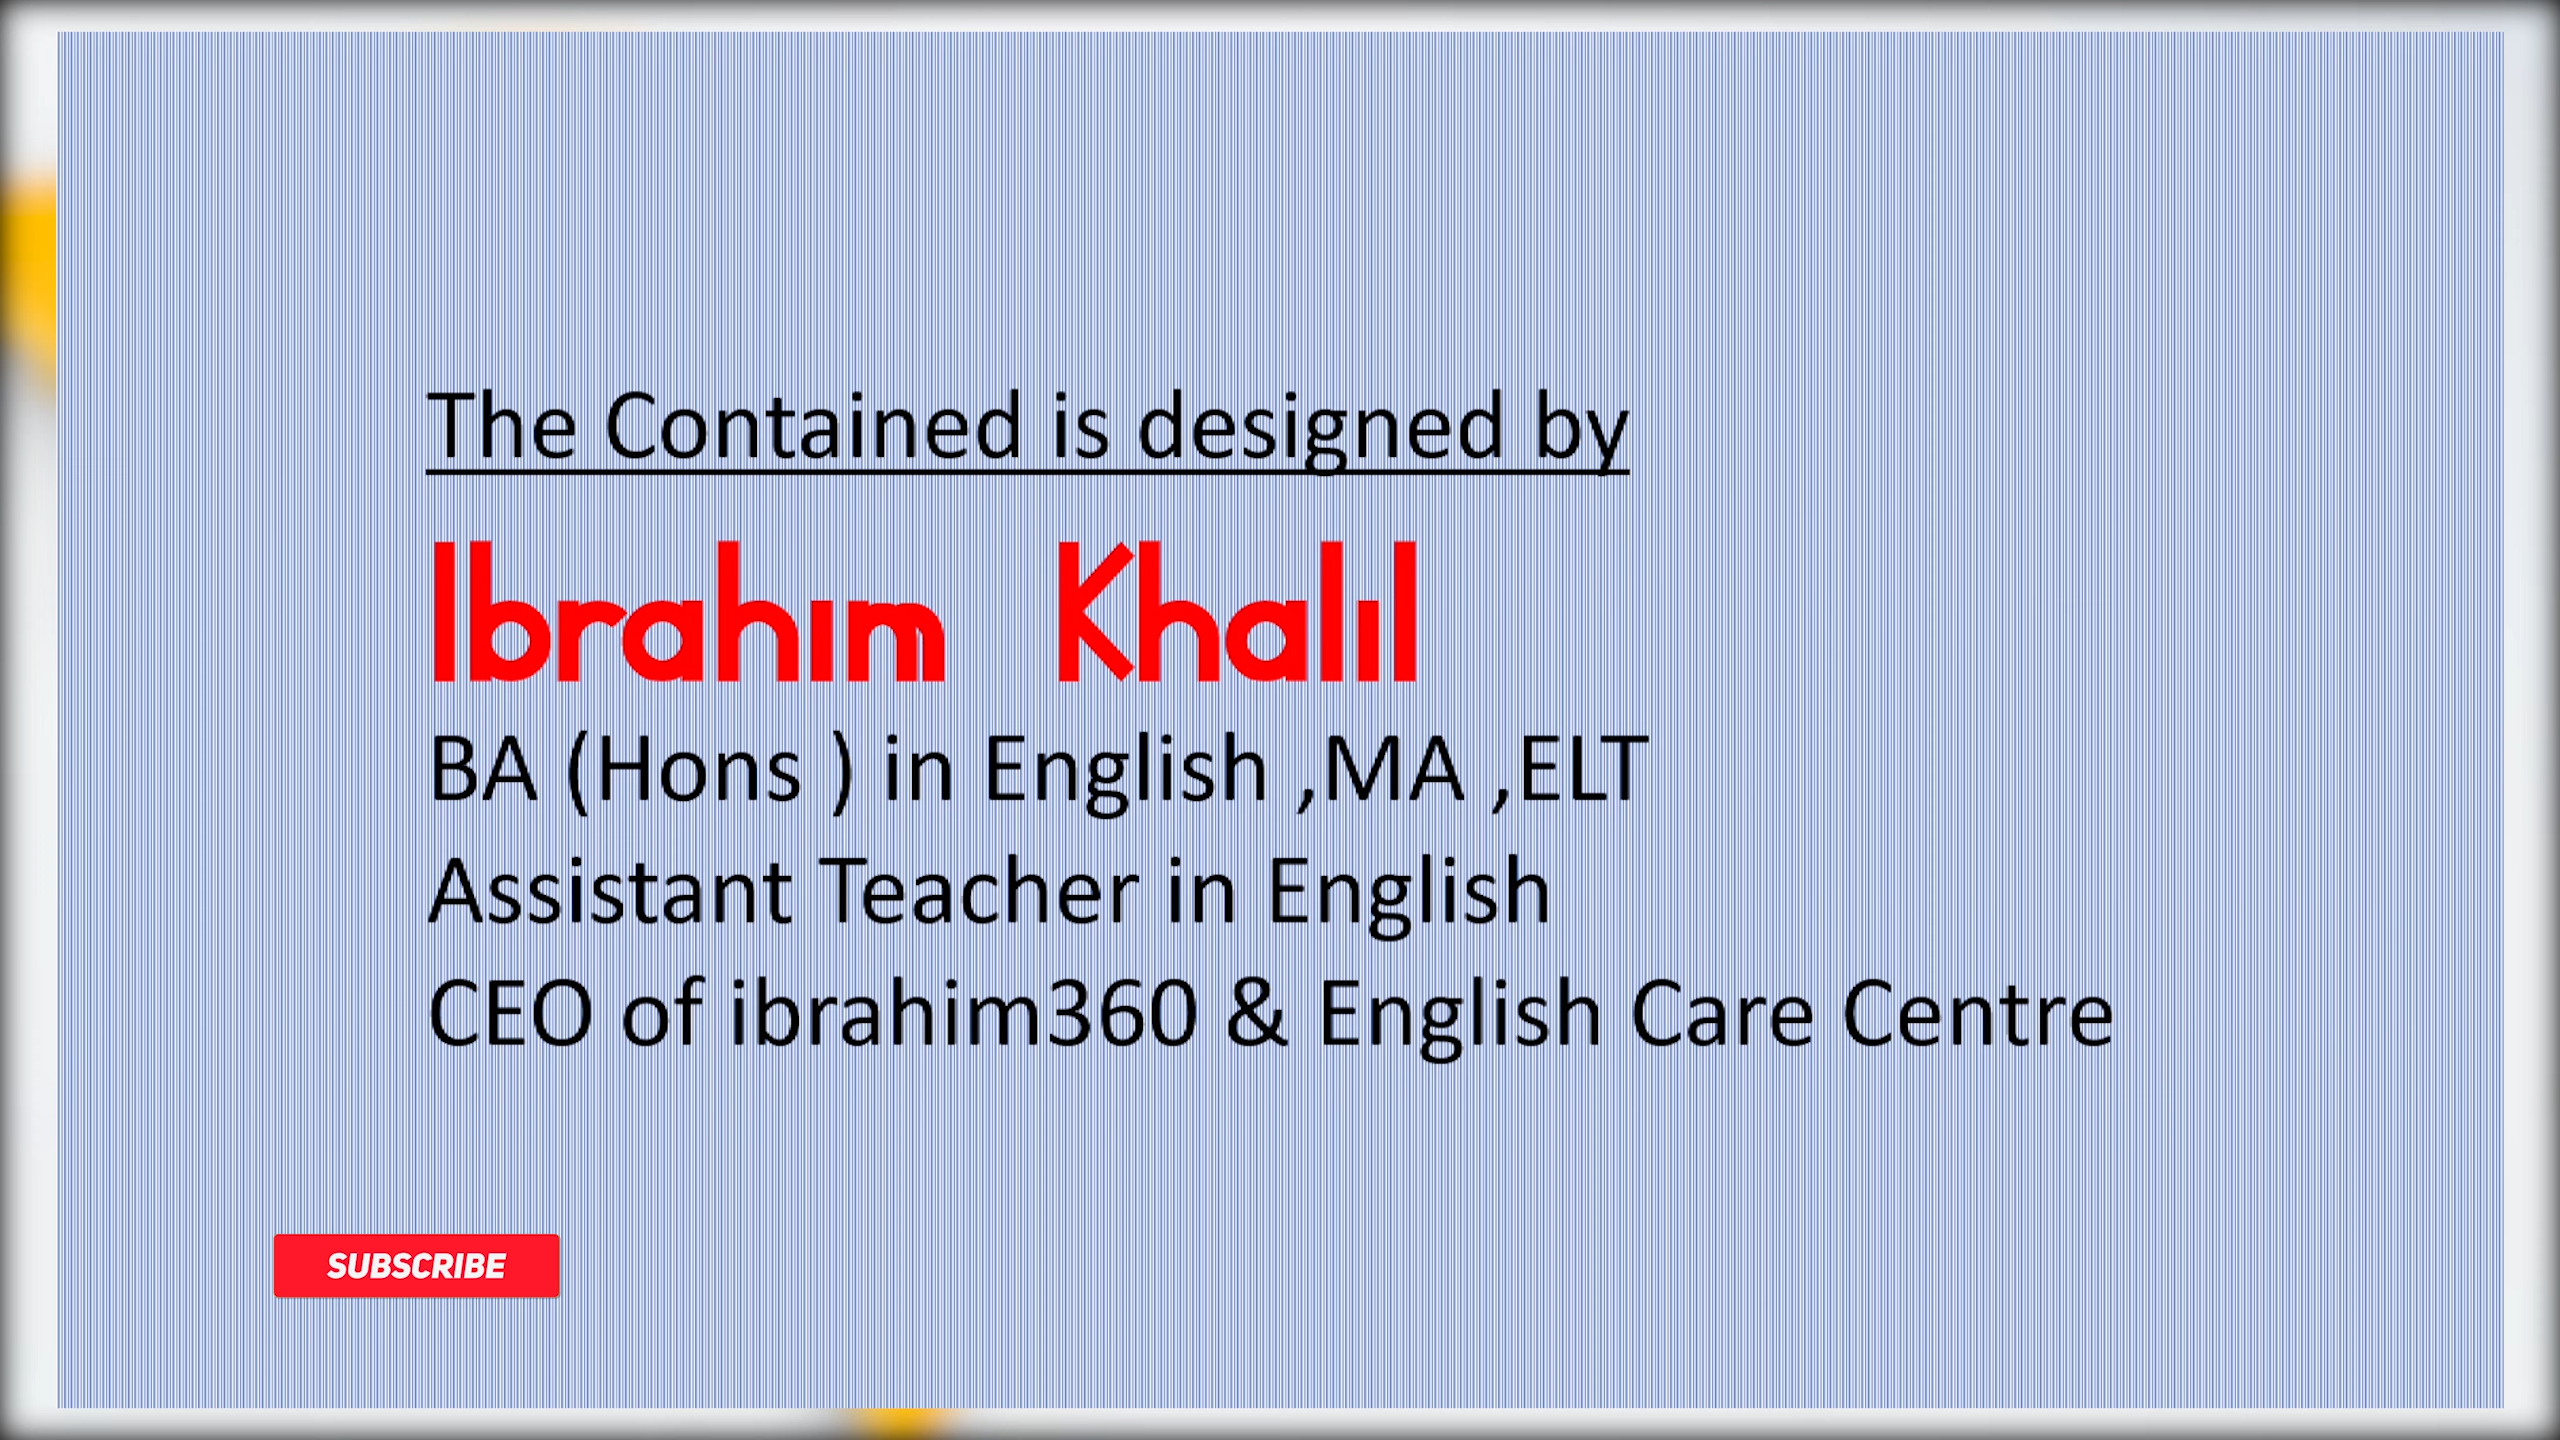 The Contained is designed by
Ibrahim Khalil
BA (Hons ) in English ,MA ,ELT
Assistant Teacher in English
CEO of ibrahim360 & English Care Centre
SUBSCRIBE